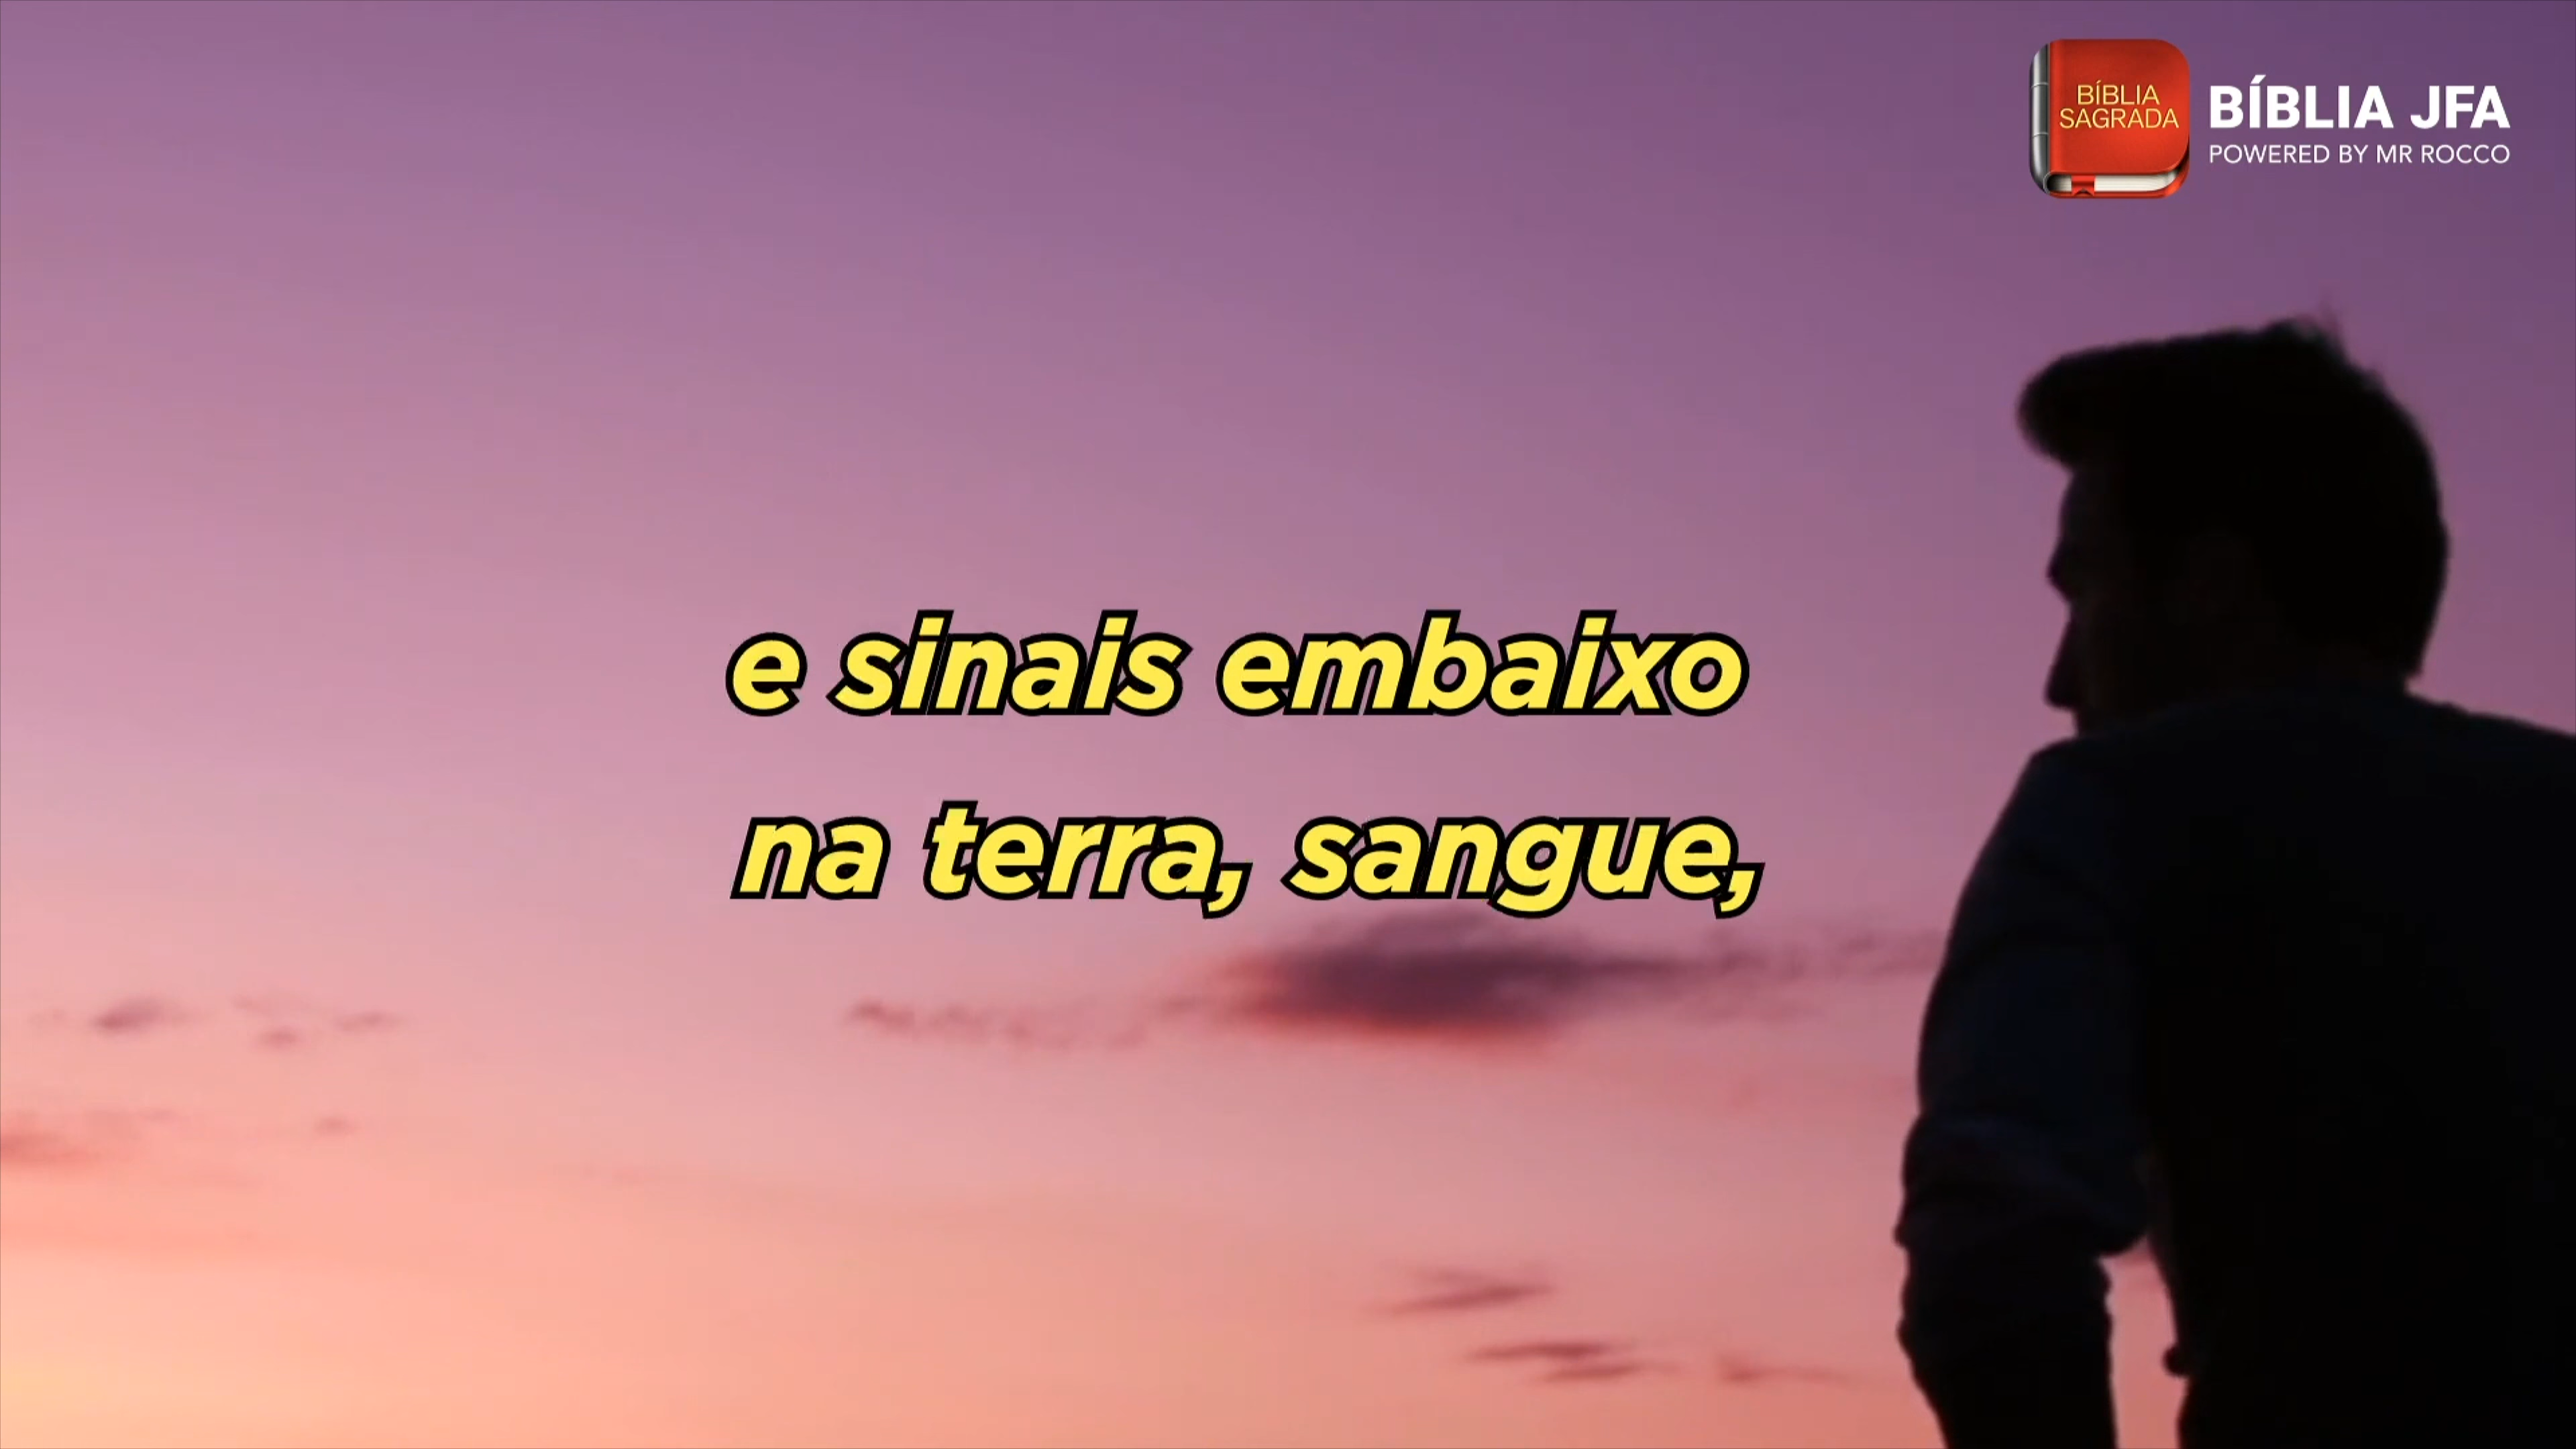 BÍBLIA
SAGRADA
BÍBLIA JFA
POWERED BY MR ROCCO
e sinais embaixo
na terra, sangue,